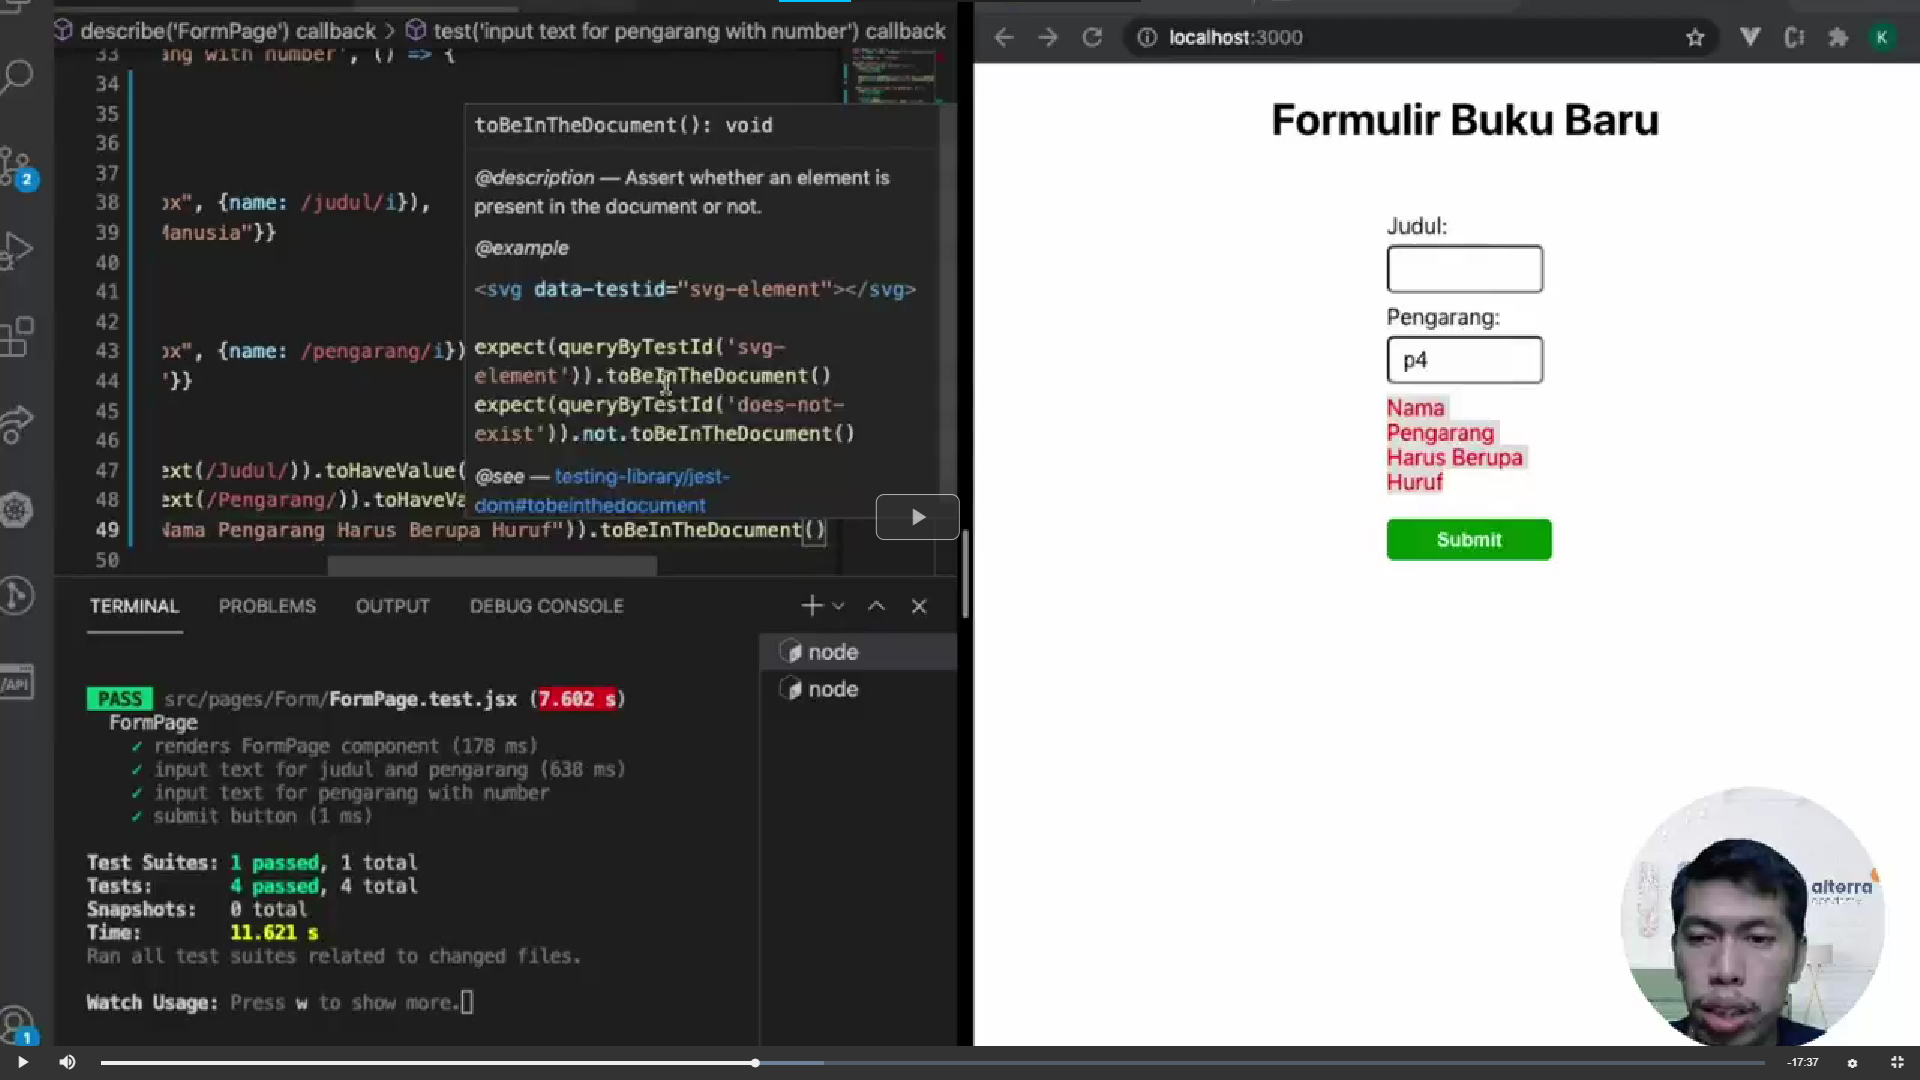 describe('FormPage') callback > test('input text for pengarang with number') callback
33 ang with number', () => {
34
35
36
37
38 ox", {name: /judul/i}),
39 Manusia"}}
40
41
42
43 ox", {name: /pengarang/i})
44 '}}
45
46
47 ext(/Judul/)).toHaveValue(
48 ext(/Pengarang/)).toHaveVa
49 Nama Pengarang Harus Berupa Huruf")).toBeInTheDocument()
50
toBeInTheDocument(): void
@description — Assert whether an element is
present in the document or not.
@example
<svg data-testid="svg-element"></svg>
expect(queryByTestId('svg-
element')).toBeInTheDocument()
expect(queryByTestId('does-not-
exist')).not.toBeInTheDocument()
@see — testing-library/jest-
dom#tobeinthedocument
2
/API
1
TERMINAL PROBLEMS OUTPUT DEBUG CONSOLE
node
node
PASS src/pages/Form/FormPage.test.jsx (7.602 s)
FormPage
✓ renders FormPage component (178 ms)
✓ input text for judul and pengarang (638 ms)
✓ input text for pengarang with number
✓ submit button (1 ms)
Test Suites: 1 passed, 1 total
Tests: 4 passed, 4 total
Snapshots: 0 total
Time: 11.621 s
Ran all test suites related to changed files.
Watch Usage: Press w to show more.
localhost:3000
K
Formulir Buku Baru
Judul:
Pengarang:
p4
Nama
Pengarang
Harus Berupa
Huruf
Submit
alterra
academy
-17:37